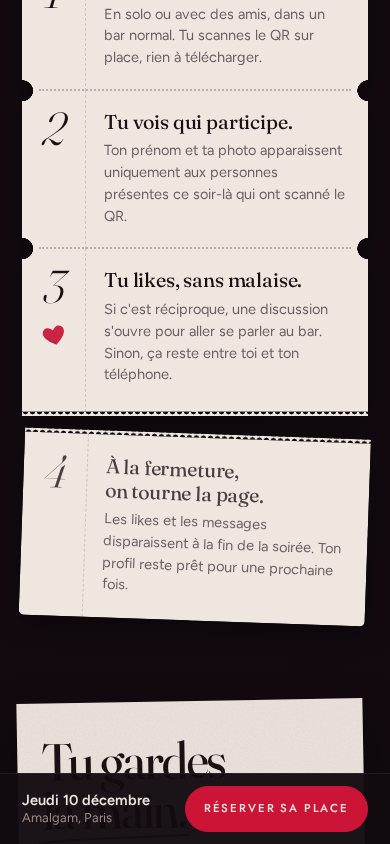 1
En solo ou avec des amis, dans un
bar normal. Tu scannes le QR sur
place, rien à télécharger.
2
Tu vois qui participe.
Ton prénom et ta photo apparaissent
uniquement aux personnes
présentes ce soir-là qui ont scanné le
QR.
3
Tu likes, sans malaise.
Si c'est réciproque, une discussion
s'ouvre pour aller se parler au bar.
Sinon, ça reste entre toi et ton
téléphone.
4
À la fermeture,
on tourne la page.
Les likes et les messages
disparaissent à la fin de la soirée. Ton
profil reste prêt pour une prochaine
fois.
Tu gardes
la main.
Jeudi 10 décembre
Amalgam, Paris
RÉSERVER SA PLACE